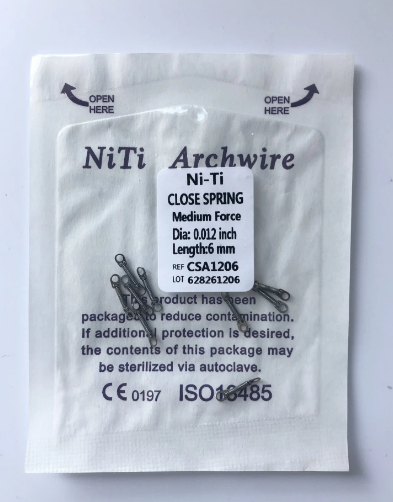 OPEN
HERE
OPEN
HERE
NiTi Archwire
Ni-Ti
CLOSE SPRING
Medium Force
Dia: 0.012 inch
Length:6 mm
REF CSA1206
LOT 628261206
This product has been
packaged to reduce contamination.
If additional protection is desired,
the contents of this package may
be sterilized via autoclave.
CE 0197 ISO13485